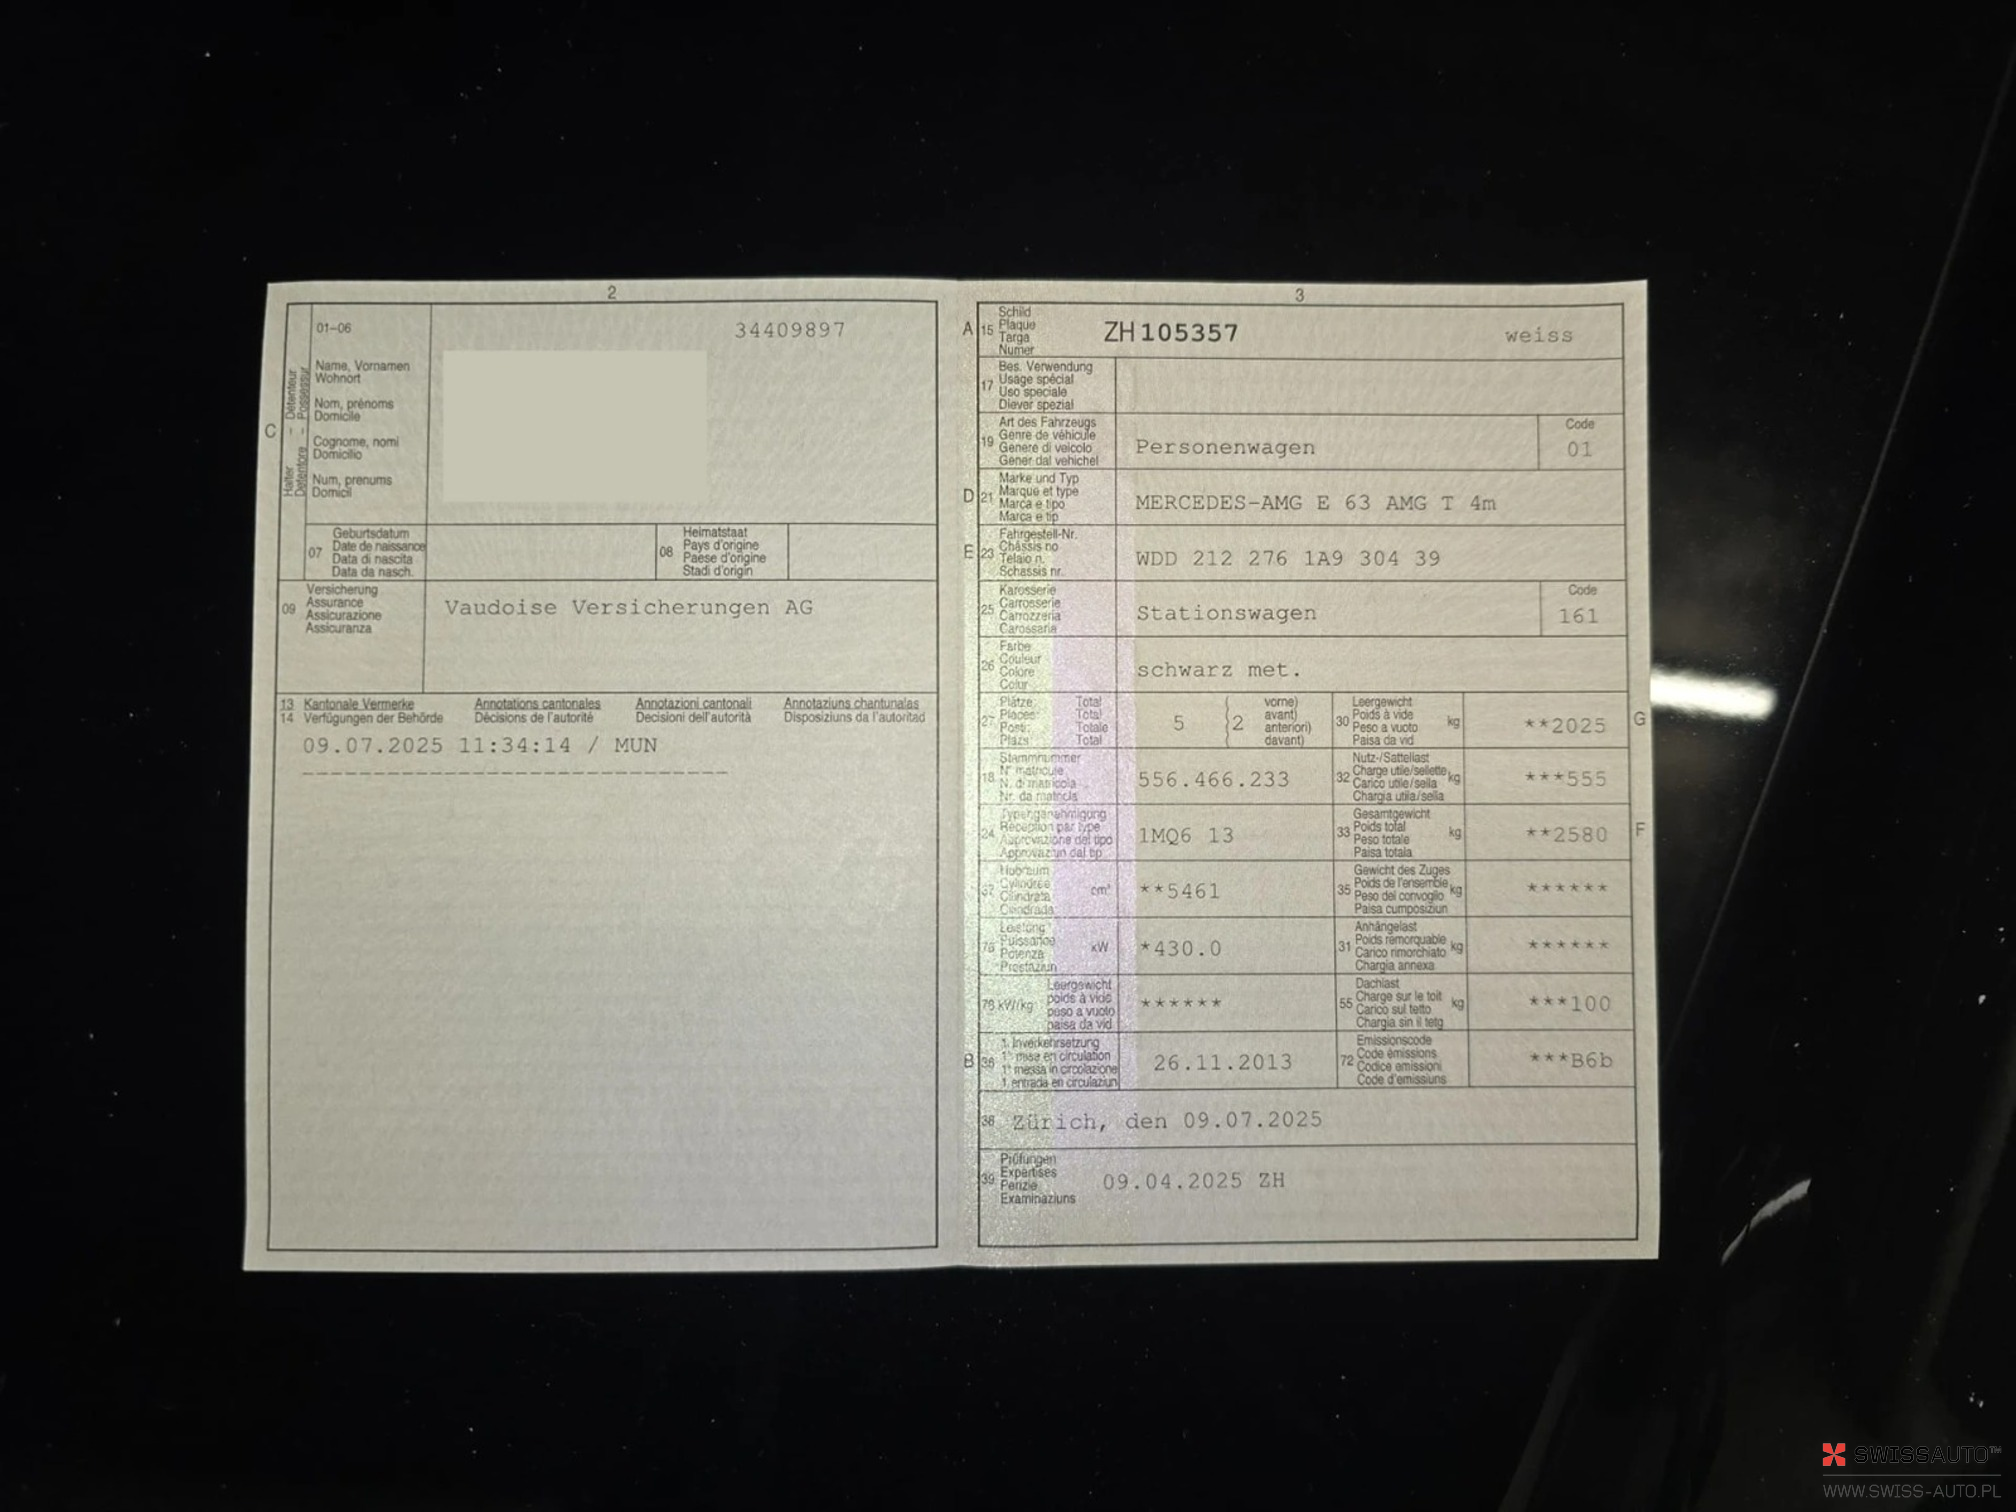 2
01-06
34409897
C
Halter – Détenteur
Detentore – Possessur
Name, Vornamen
Wohnort
Nom, prénoms
Domicile
Cognome, nomi
Domicilio
Num, prenums
Domicil
07
Geburtsdatum
Date de naissance
Data di nascita
Data da nasch.
08
Heimatstaat
Pays d'origine
Paese d'origine
Stadi d'origin
09
Versicherung
Assurance
Assicurazione
Assicuranza
Vaudoise Versicherungen AG
13 Kantonale Vermerke Annotations cantonales Annotazioni cantonali Annotaziuns chantunalas
14 Verfügungen der Behörde Décisions de l'autorité Decisioni dell'autorità Disposiziuns da l'autoritad
09.07.2025 11:34:14 / MUN
3
A
15
Schild
Plaque
Targa
Numer
ZH 105357
weiss
17
Bes. Verwendung
Usage spécial
Uso speciale
Diever spezial
19
Art des Fahrzeugs
Genre de véhicule
Genere di veicolo
Gener dal vehichel
Personenwagen
Code
01
D
21
Marke und Typ
Marque et type
Marca e tipo
Marca e tip
MERCEDES-AMG E 63 AMG T 4m
E
23
Fahrgestell-Nr.
Châssis no
Telaio n.
Schassis nr.
WDD 212 276 1A9 304 39
25
Karosserie
Carrosserie
Carrozzeria
Carossaria
Stationswagen
Code
161
26
Farbe
Couleur
Colore
Colur
schwarz met.
27
Plätze Total
Places Total
Posti Totale
Plazs Total
5
2
vorne)
avant)
anteriori)
davant)
30
Leergewicht
Poids à vide
Peso a vuoto
Paisa da vid
kg
**2025
G
18
Stammnummer
N° matricule
N. di matricola
Nr. da matricla
556.466.233
32
Nutz-/Sattellast
Charge utile/sellette
Carico utile/sella
Chargia utila/sella
kg
***555
24
Typengenehmigung
Réception par type
Approvazione del tipo
Approvaziun dal tip
1MQ6 13
33
Gesamtgewicht
Poids total
Peso totale
Paisa totala
kg
**2580
F
37
Hubraum
Cylindrée
Cilindrata
Cilindrada
cm³
**5461
35
Gewicht des Zuges
Poids de l'ensemble
Peso del convoglio
Paisa cumposiziun
kg
******
76
Leistung
Puissance
Potenza
Prestaziun
kW
*430.0
31
Anhängelast
Poids remorquable
Carico rimorchiato
Chargia annexa
kg
******
78 kW/kg
Leergewicht
poids à vide
peso a vuoto
paisa da vid
******
55
Dachlast
Charge sur le toit
Carico sul tetto
Chargia sin il tetg
kg
***100
B
36
1. Inverkehrsetzung
1re mise en circulation
1a messa in circolazione
1. entrada en circulaziun
26.11.2013
72
Emissionscode
Code émissions
Codice emissioni
Code d'emissiuns
***B6b
38
Zürich, den 09.07.2025
39
Prüfungen
Expertises
Perizie
Examinaziuns
09.04.2025 ZH
SWISSAUTO™
WWW.SWISS-AUTO.PL